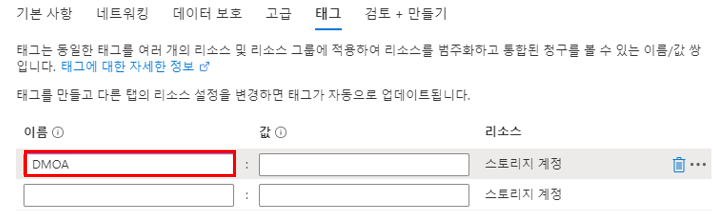 기본 사항 네트워킹 데이터 보호 고급 태그 검토 + 만들기
태그는 동일한 태그를 여러 개의 리소스 및 리소스 그룹에 적용하여 리소스를 범주화하고 통합된 청구를 볼 수 있는 이름/값 쌍
입니다. 태그에 대한 자세한 정보
태그를 만들고 다른 탭의 리소스 설정을 변경하면 태그가 자동으로 업데이트됩니다.
이름 값 리소스
DMOA : 스토리지 계정
: 스토리지 계정